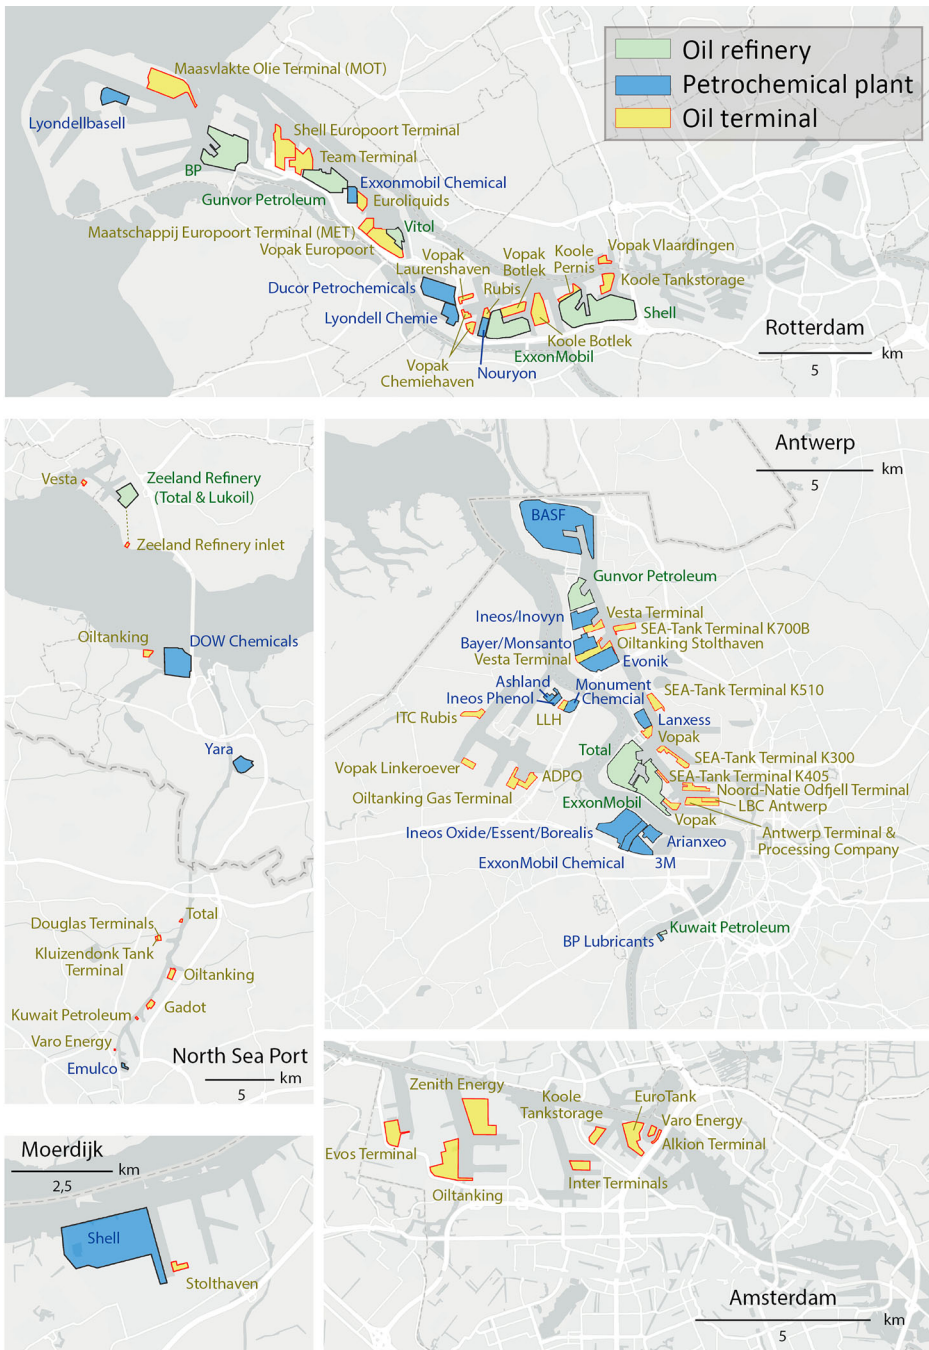 Oil refinery
Petrochemical plant
Oil terminal
Maasvlakte Olie Terminal (MOT)
Lyondellbasell
Shell Europoort Terminal
Team Terminal
BP
Exxonmobil Chemical
Gunvor Petroleum
Euroliquids
Maatschappij Europoort Terminal (MET)
Vitol
Vopak Europoort
Vopak
Laurenshaven
Vopak
Botlek
Koole
Pernis
Vopak Vlaardingen
Koole Tankstorage
Ducor Petrochemicals
Rubis
Lyondell Chemie
Shell
Koole Botlek
ExxonMobil
Vopak
Chemiehaven
Nouryon
Rotterdam
km
5
Vesta
Zeeland Refinery
(Total & Lukoil)
Zeeland Refinery inlet
Oiltanking
DOW Chemicals
Yara
Total
Douglas Terminals
Kluizendonk Tank
Terminal
Oiltanking
Gadot
Kuwait Petroleum
Varo Energy
Emulco
North Sea Port
km
5
Antwerp
km
5
BASF
Gunvor Petroleum
Ineos/Inovyn
Vesta Terminal
SEA-Tank Terminal K700B
Bayer/Monsanto
Oiltanking Stolthaven
Vesta Terminal
Evonik
Ashland
Ineos Phenol
Monument
Chemcial
SEA-Tank Terminal K510
LLH
ITC Rubis
Lanxess
Vopak
Total
SEA-Tank Terminal K300
Vopak Linkeroever
ADPO
SEA-Tank Terminal K405
Noord-Natie Odfjell Terminal
Oiltanking Gas Terminal
ExxonMobil
LBC Antwerp
Vopak
Ineos Oxide/Essent/Borealis
Arianxeo
Antwerp Terminal &
Processing Company
ExxonMobil Chemical
3M
Kuwait Petroleum
BP Lubricants
Moerdijk
km
2,5
Shell
Stolthaven
Zenith Energy
Koole
Tankstorage
EuroTank
Varo Energy
Alkion Terminal
Evos Terminal
Oiltanking
Inter Terminals
Amsterdam
km
5